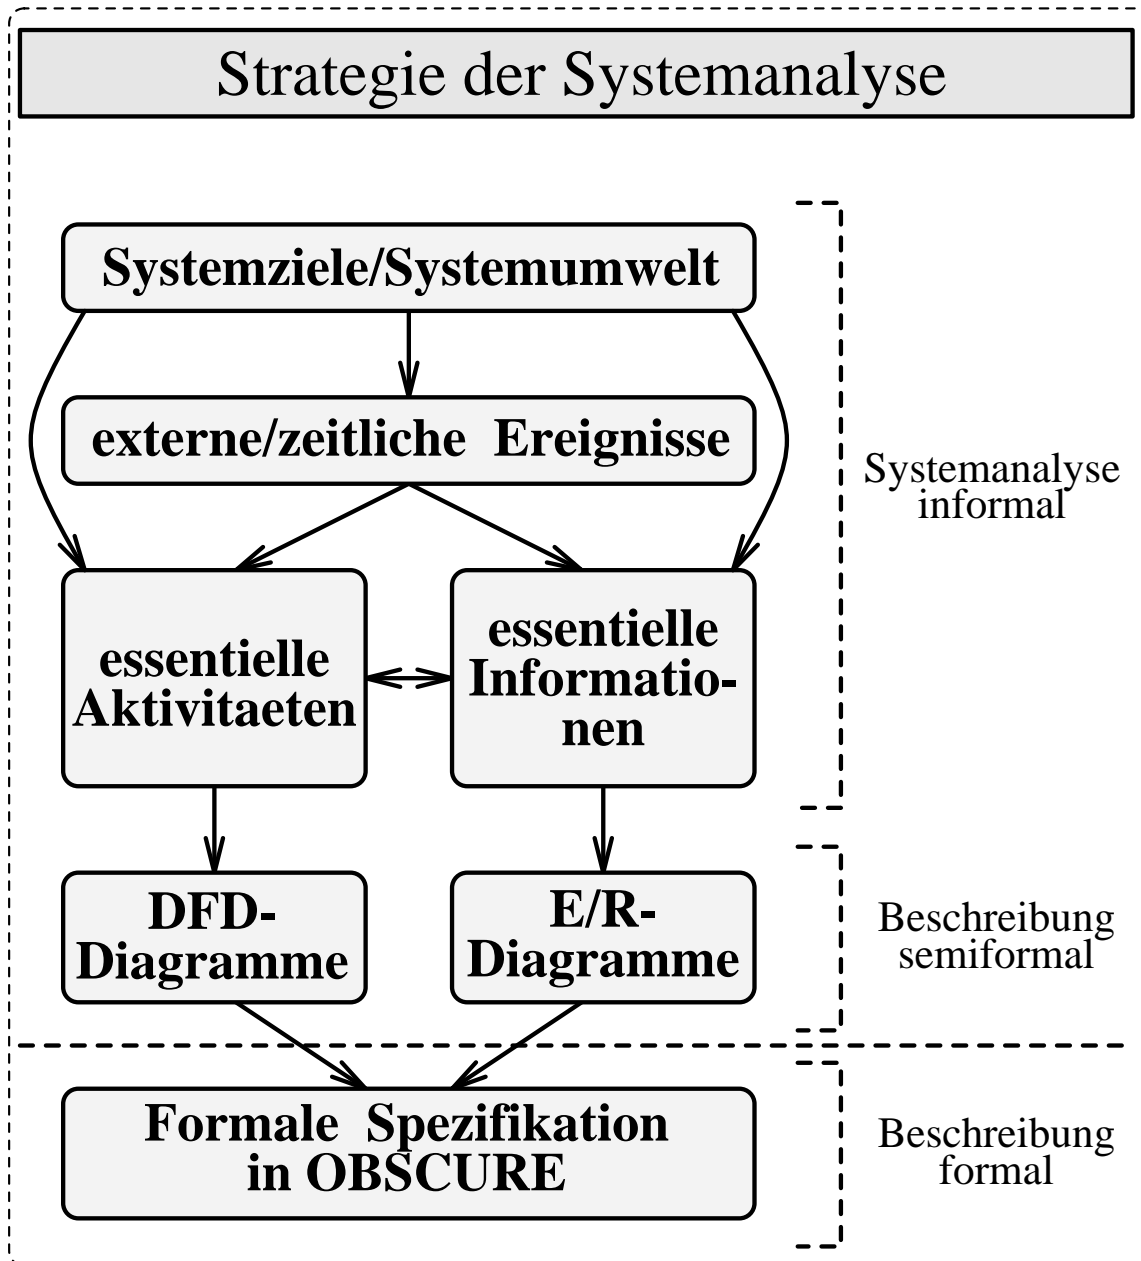 Strategie der Systemanalyse
Systemziele/Systemumwelt
externe/zeitliche Ereignisse
Systemanalyse
informal
essentielle
Aktivitaeten
essentielle
Informatio-
nen
DFD-
Diagramme
E/R-
Diagramme
Beschreibung
semiformal
Formale Spezifikation
in OBSCURE
Beschreibung
formal